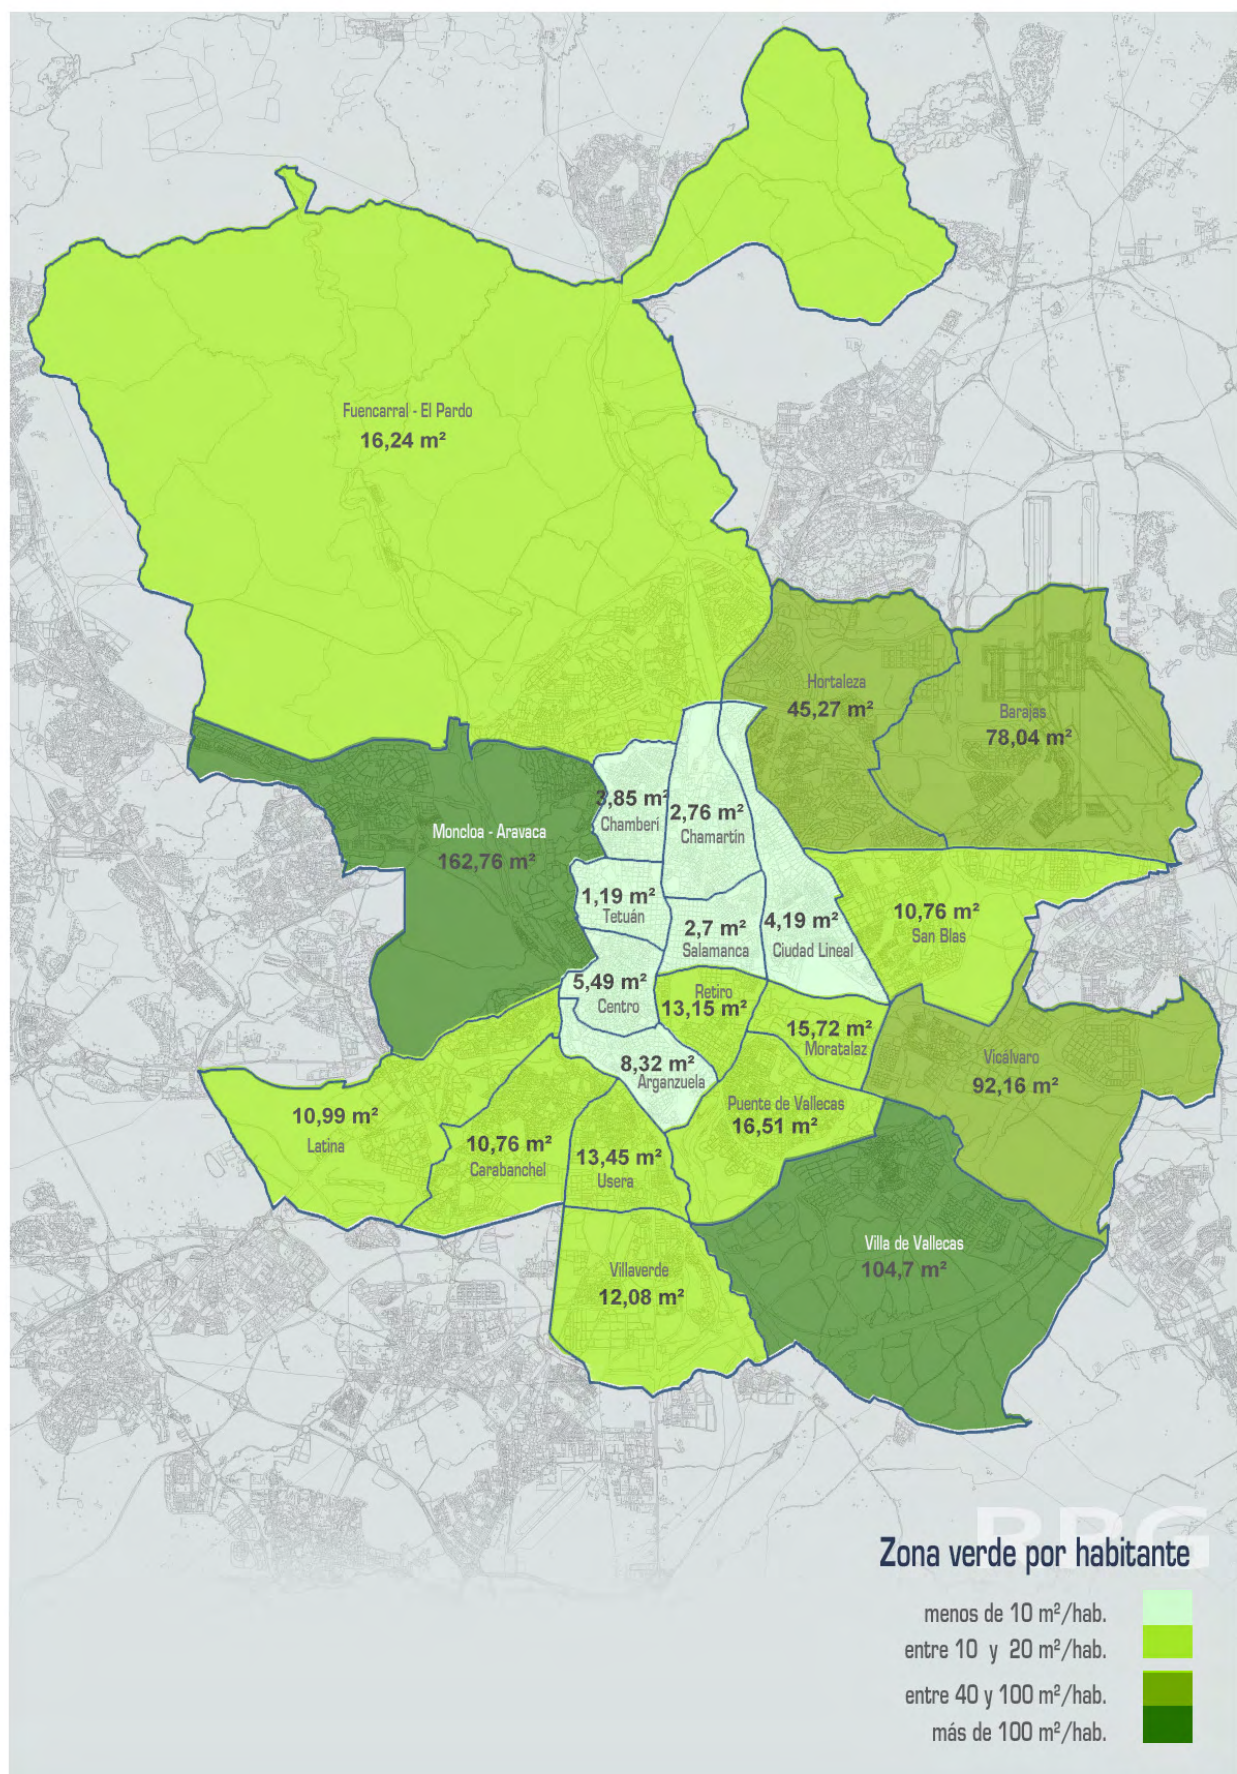 Fuencarral - El Pardo
16,24 m²
Hortaleza
45,27 m²
Barajas
78,04 m²
3,85 m²
Chamberí
2,76 m²
Chamartín
Moncloa - Aravaca
162,76 m²
1,19 m²
Tetuán
2,7 m²
Salamanca
4,19 m²
Ciudad Lineal
10,76 m²
San Blas
5,49 m²
Centro
Retiro
13,15 m²
15,72 m²
Moratalaz
8,32 m²
Arganzuela
Vicálvaro
92,16 m²
Puente de Vallecas
16,51 m²
10,99 m²
Latina
10,76 m²
Carabanchel
13,45 m²
Usera
Villa de Vallecas
104,7 m²
Villaverde
12,08 m²
Zona verde por habitante
menos de 10 m²/hab.
entre 10 y 20 m²/hab.
entre 40 y 100 m²/hab.
más de 100 m²/hab.